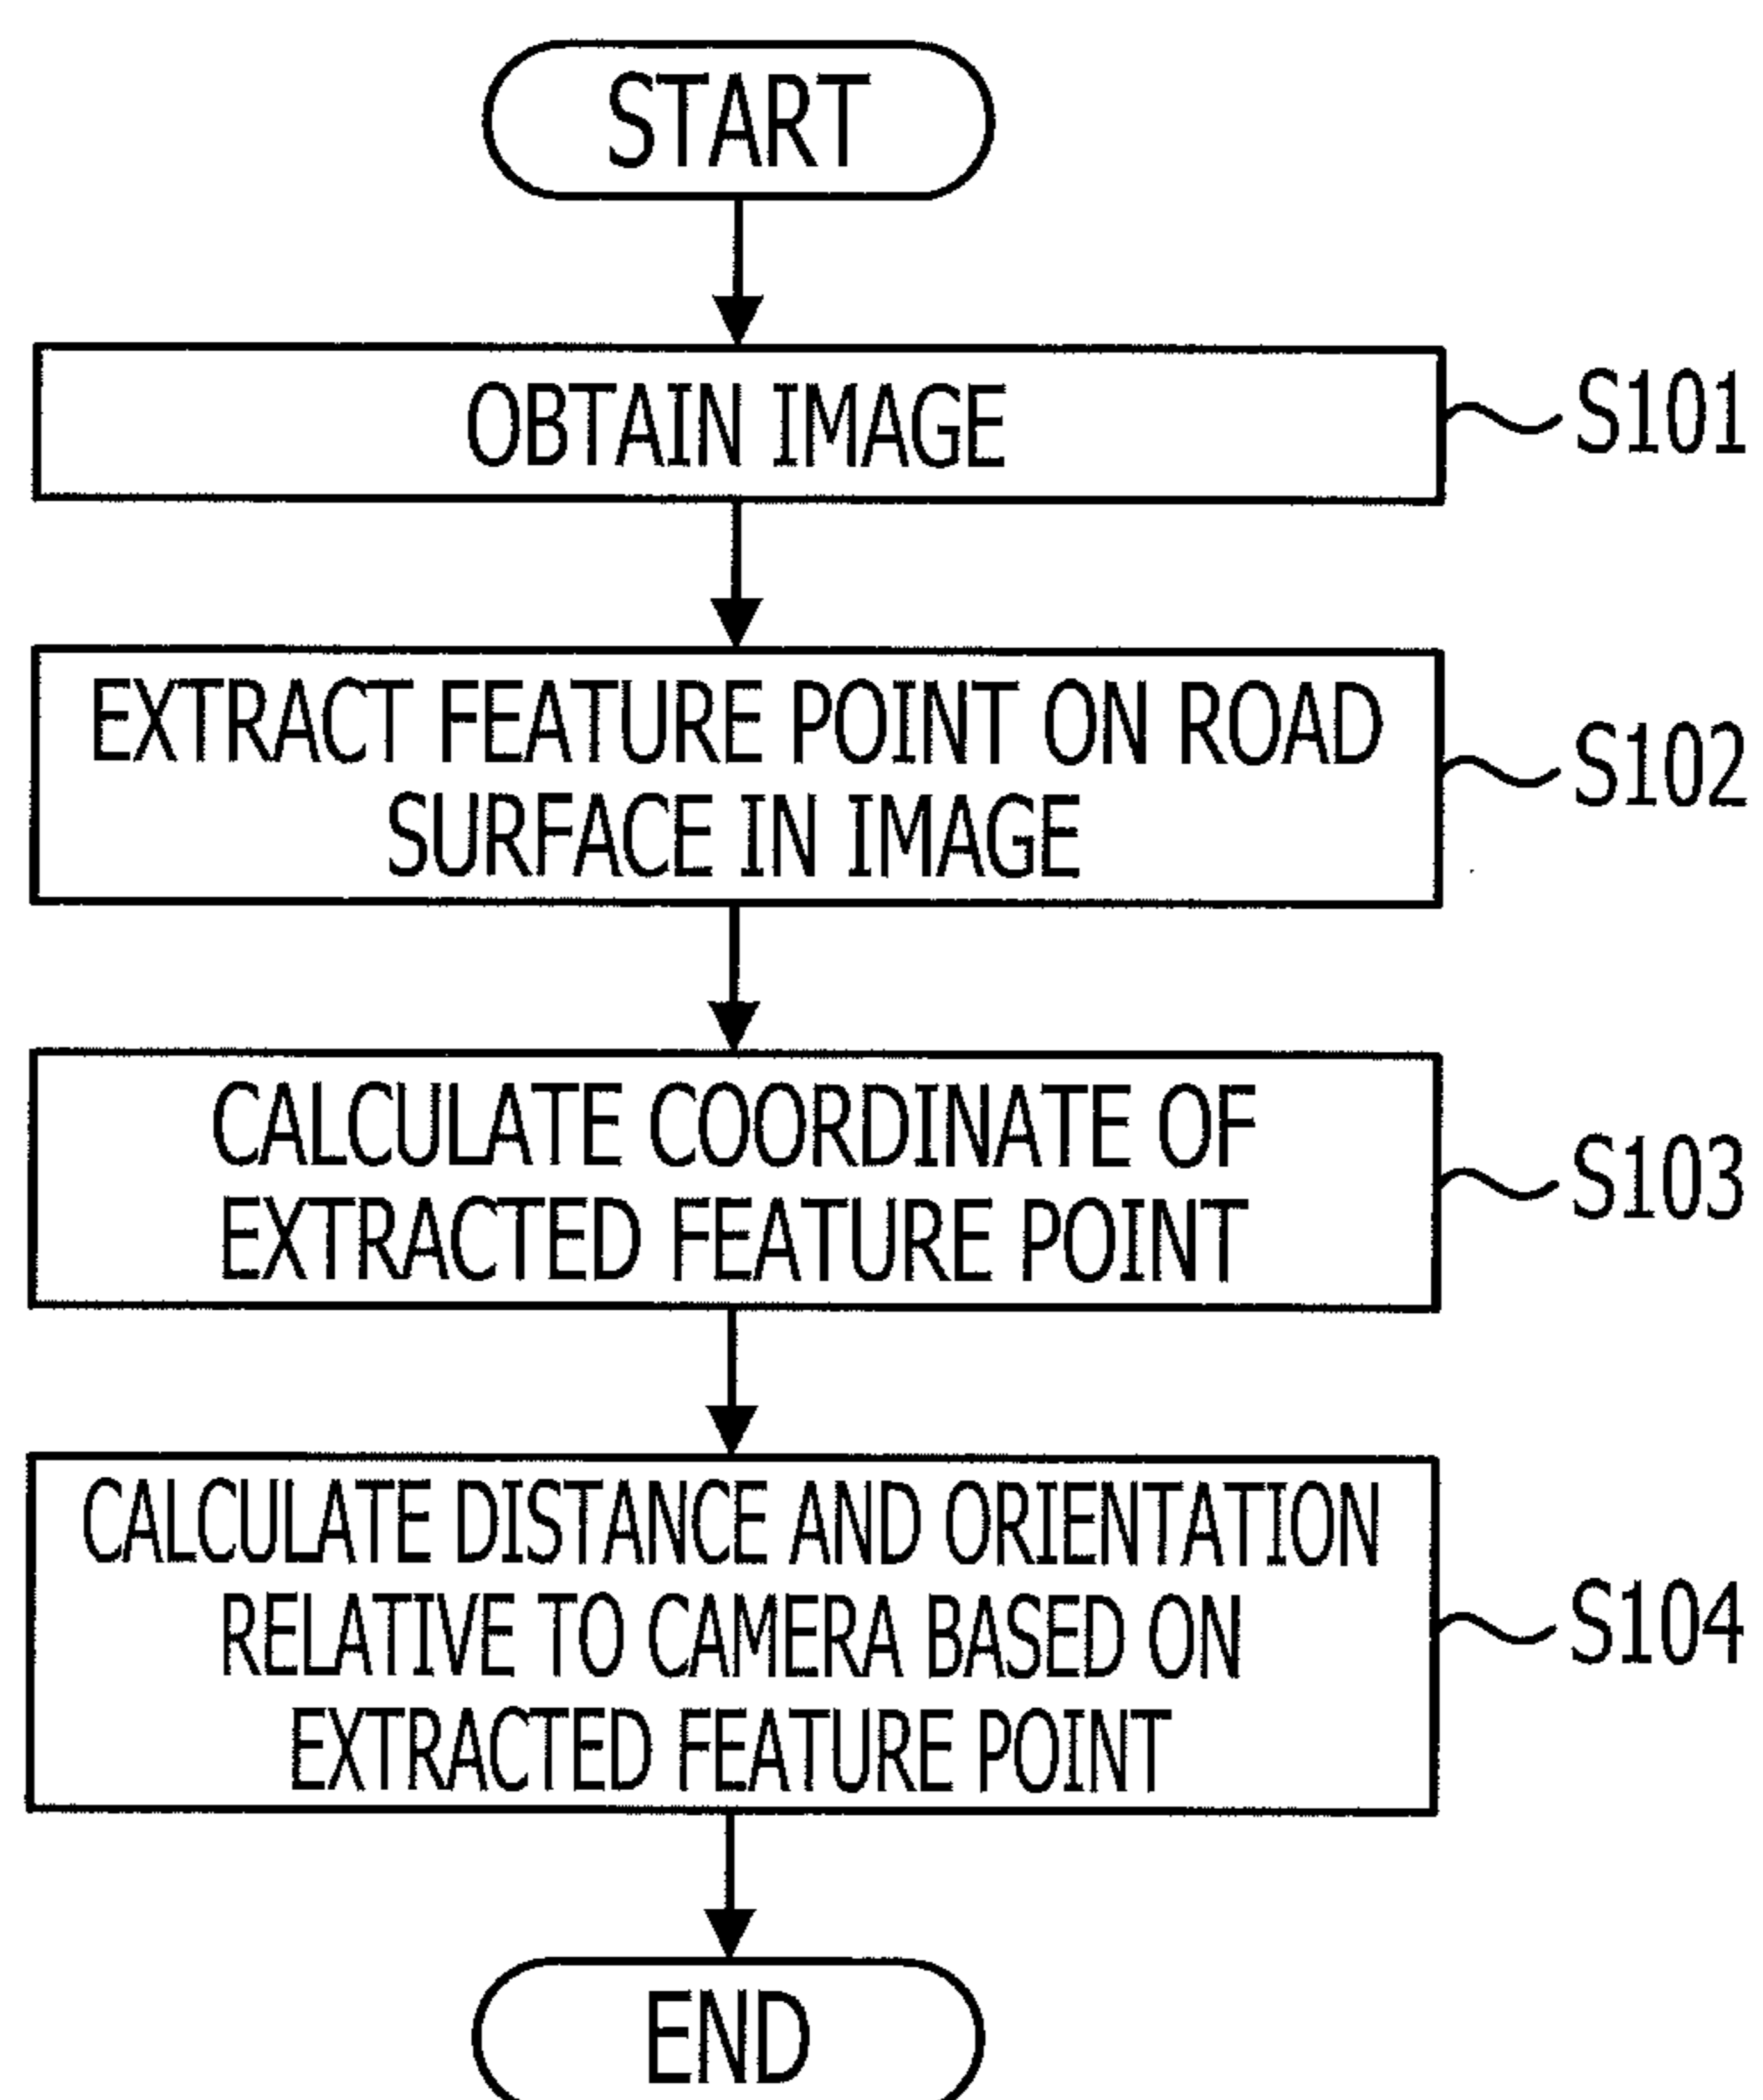 START
OBTAIN IMAGE
S101
EXTRACT FEATURE POINT ON ROAD
SURFACE IN IMAGE
S102
CALCULATE COORDINATE OF
EXTRACTED FEATURE POINT
S103
CALCULATE DISTANCE AND ORIENTATION
RELATIVE TO CAMERA BASED ON
EXTRACTED FEATURE POINT
S104
END